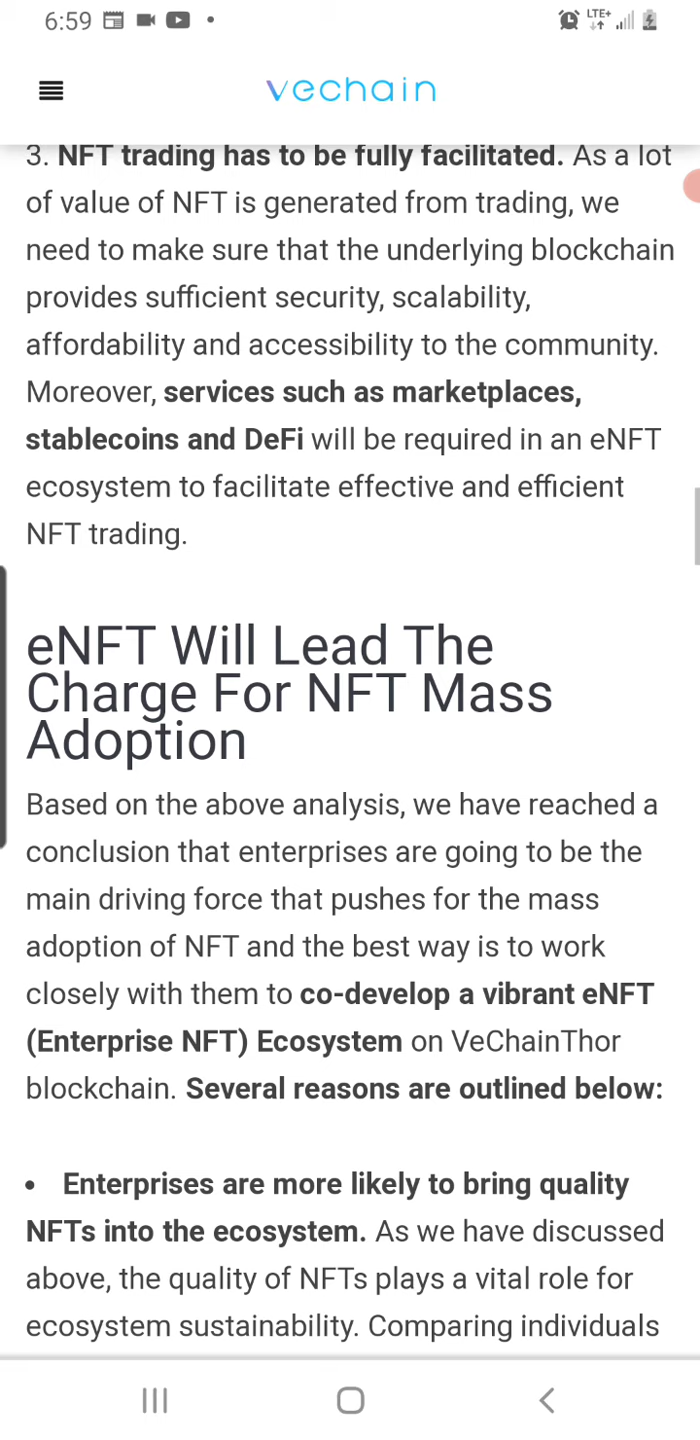 6:59
LTE+
vechain
3. NFT trading has to be fully facilitated. As a lot
of value of NFT is generated from trading, we
need to make sure that the underlying blockchain
provides sufficient security, scalability,
affordability and accessibility to the community.
Moreover, services such as marketplaces,
stablecoins and DeFi will be required in an eNFT
ecosystem to facilitate effective and efficient
NFT trading.
eNFT Will Lead The
Charge For NFT Mass
Adoption
Based on the above analysis, we have reached a
conclusion that enterprises are going to be the
main driving force that pushes for the mass
adoption of NFT and the best way is to work
closely with them to co-develop a vibrant eNFT
(Enterprise NFT) Ecosystem on VeChainThor
blockchain. Several reasons are outlined below:
• Enterprises are more likely to bring quality
NFTs into the ecosystem. As we have discussed
above, the quality of NFTs plays a vital role for
ecosystem sustainability. Comparing individuals